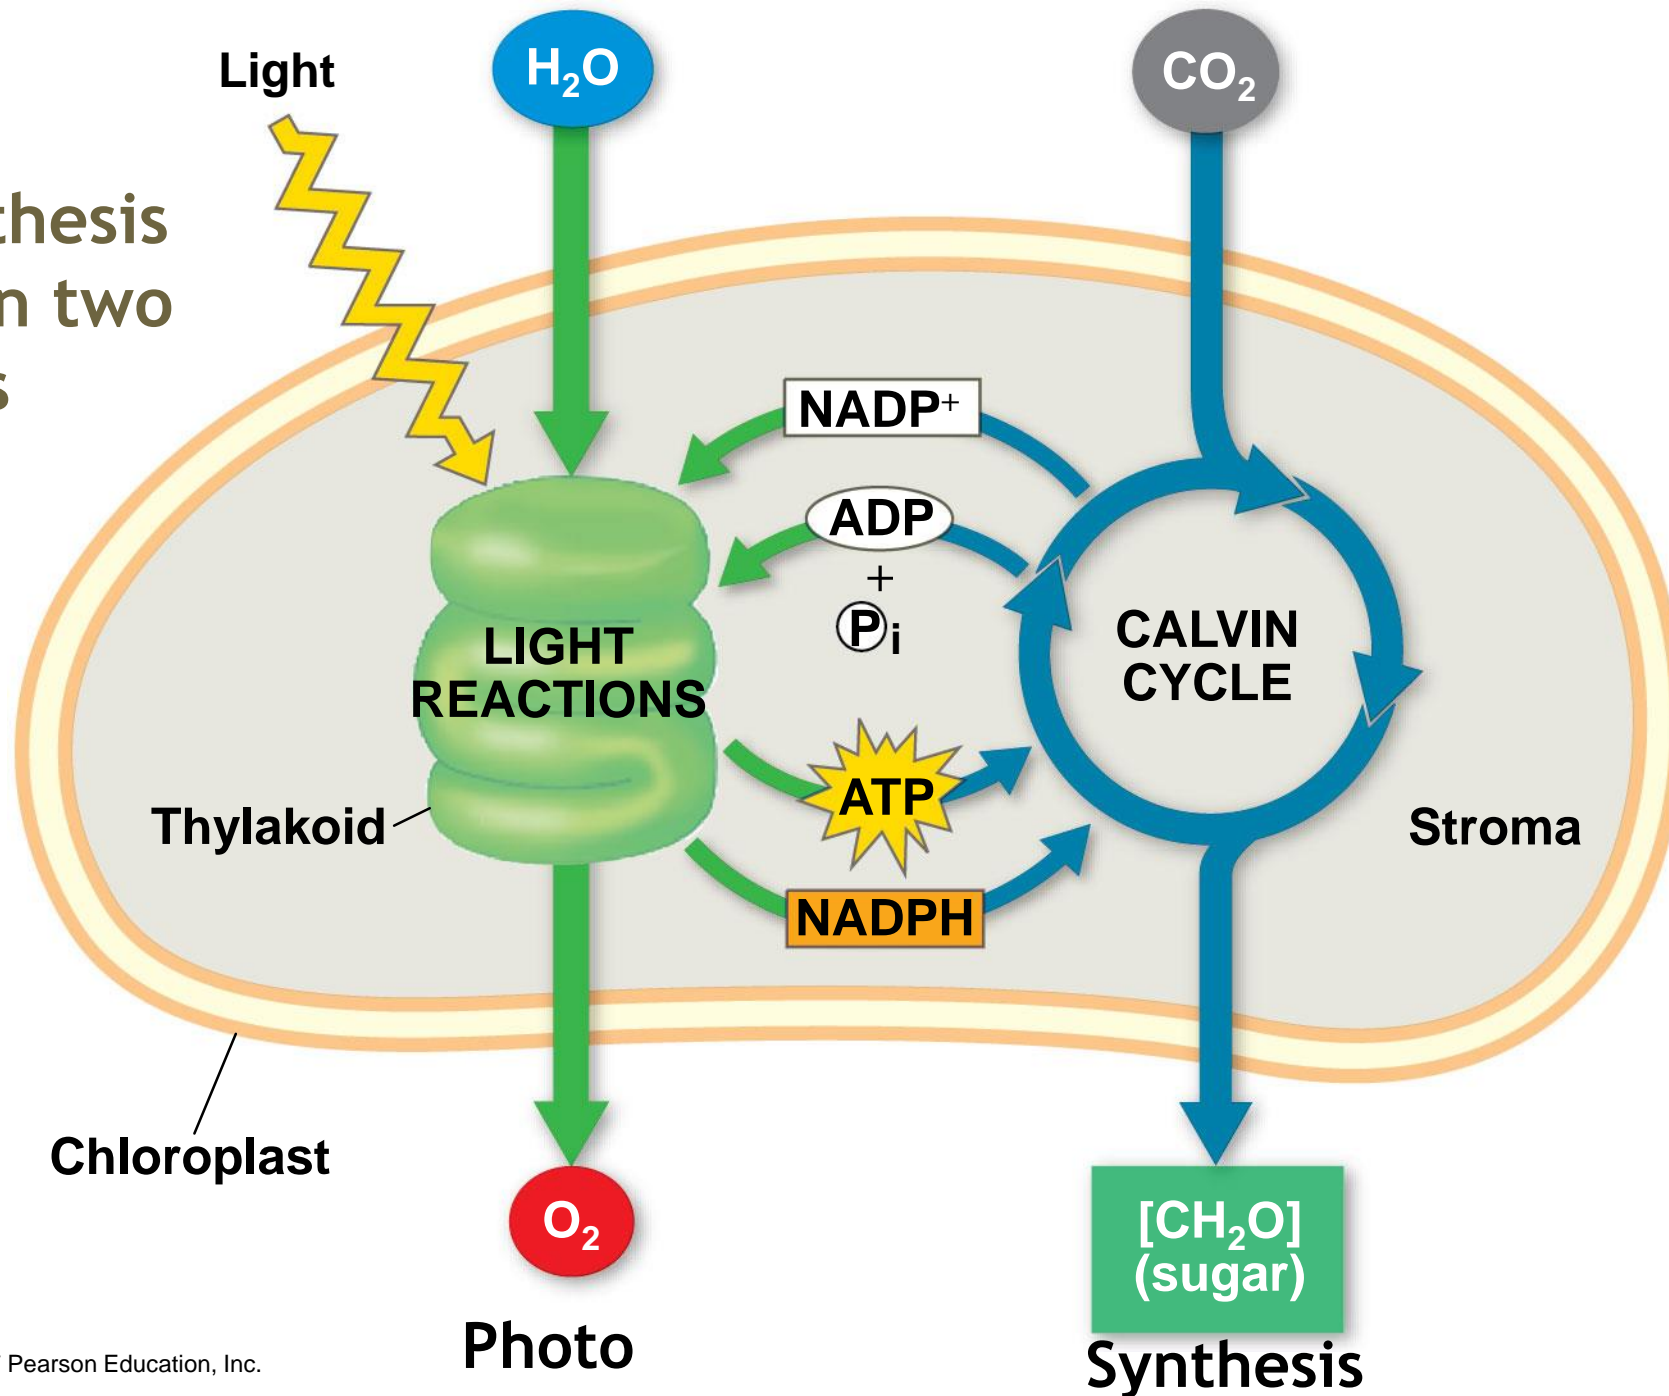 Light
H₂O
CO₂
thesis
n two
s
NADP⁺
ADP
+
Pi
LIGHT
REACTIONS
CALVIN
CYCLE
ATP
Thylakoid
Stroma
NADPH
Chloroplast
O₂
[CH₂O]
(sugar)
Photo
Synthesis
Pearson Education, Inc.